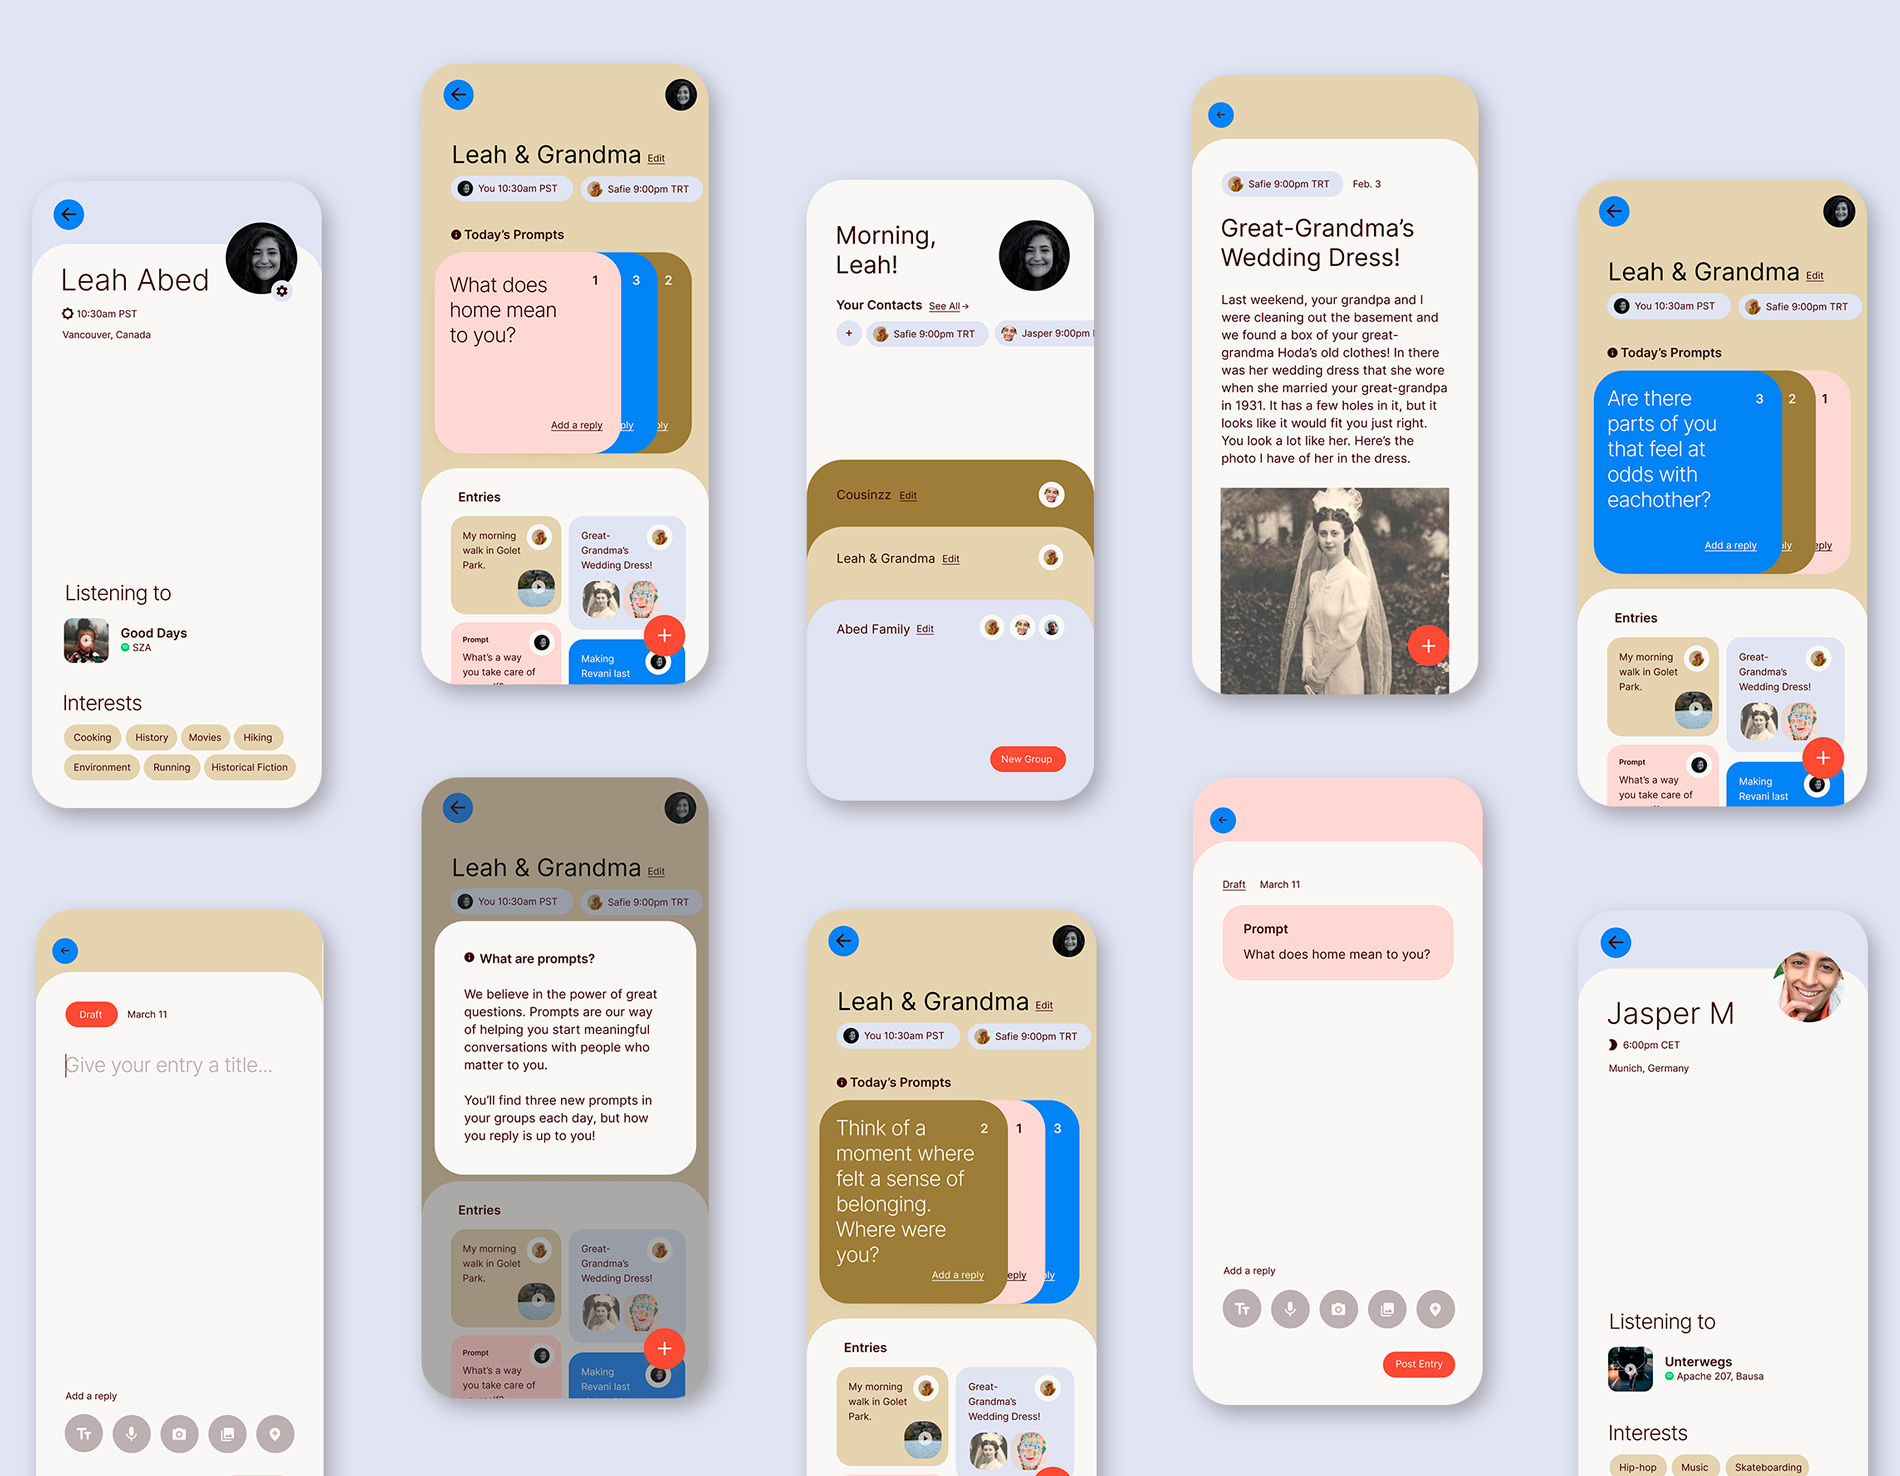 Leah Abed
10:30am PST
Vancouver, Canada
Listening to
Good Days
SZA
Interests
Cooking
History
Movies
Hiking
Environment
Running
Historical Fiction
Draft
March 11
Give your entry a title...
Add a reply
Leah & Grandma Edit
You 10:30am PST
Safie 9:00pm TRT
Today's Prompts
What does
home mean
to you?
1
3
2
Add a reply
ply
ly
Entries
My morning
walk in Golet
Park.
Great-
Grandma's
Wedding Dress!
Prompt
What's a way
you take care of
Making
Revani last
Leah & Grandma Edit
You 10:30am PST
Safie 9:00pm TRT
What are prompts?
We believe in the power of great
questions. Prompts are our way
of helping you start meaningful
conversations with people who
matter to you.
You'll find three new prompts in
your groups each day, but how
you reply is up to you!
Entries
My morning
walk in Golet
Park.
Great-
Grandma's
Wedding Dress!
Prompt
What's a way
you take care of
Making
Revani last
Morning,
Leah!
Your Contacts See All
Safie 9:00pm TRT
Jasper 9:00pm
Cousinzz Edit
Leah & Grandma Edit
Abed Family Edit
New Group
Leah & Grandma Edit
You 10:30am PST
Safie 9:00pm TRT
Today's Prompts
Think of a
moment where
felt a sense of
belonging.
Where were
you?
2
1
3
Add a reply
eply
ly
Entries
My morning
walk in Golet
Park.
Great-
Grandma's
Wedding Dress!
Safie 9:00pm TRT
Feb. 3
Great-Grandma's
Wedding Dress!
Last weekend, your grandpa and I
were cleaning out the basement and
we found a box of your great-
grandma Hoda's old clothes! In there
was her wedding dress that she wore
when she married your great-grandpa
in 1931. It has a few holes in it, but it
looks like it would fit you just right.
You look a lot like her. Here's the
photo I have of her in the dress.
Draft
March 11
Prompt
What does home mean to you?
Add a reply
Tт
Post Entry
Leah & Grandma Edit
You 10:30am PST
Safie 9:00pm TRT
Today's Prompts
Are there
parts of you
that feel at
odds with
eachother?
3
2
1
Add a reply
ly
eply
Entries
My morning
walk in Golet
Park.
Great-
Grandma's
Wedding Dress!
Prompt
What's a way
you take care of
Making
Revani last
Jasper M
6:00pm CET
Munich, Germany
Listening to
Unterwegs
Apache 207, Bausa
Interests
Hip-hop
Music
Skateboarding